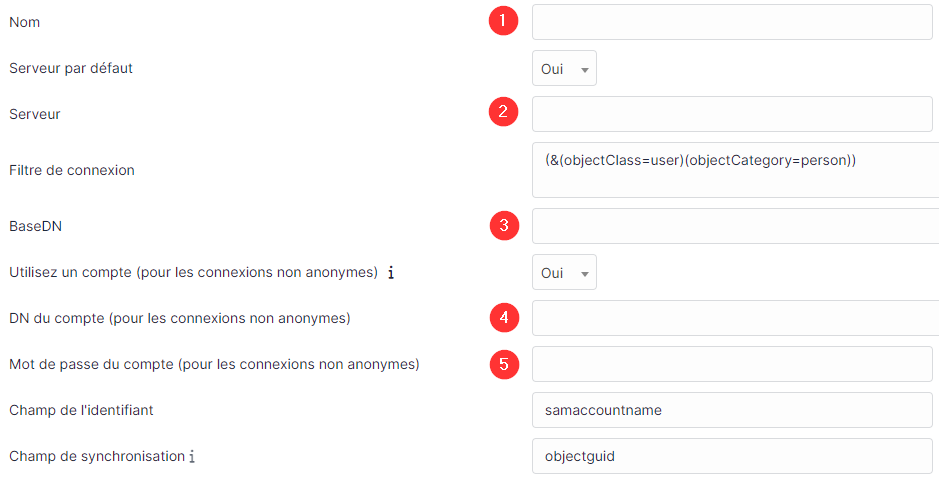 Nom 1
Serveur par défaut Oui
Serveur 2
Filtre de connexion (&(objectClass=user)(objectCategory=person))
BaseDN 3
Utilisez un compte (pour les connexions non anonymes) i Oui
DN du compte (pour les connexions non anonymes) 4
Mot de passe du compte (pour les connexions non anonymes) 5
Champ de l'identifiant samaccountname
Champ de synchronisation i objectguid